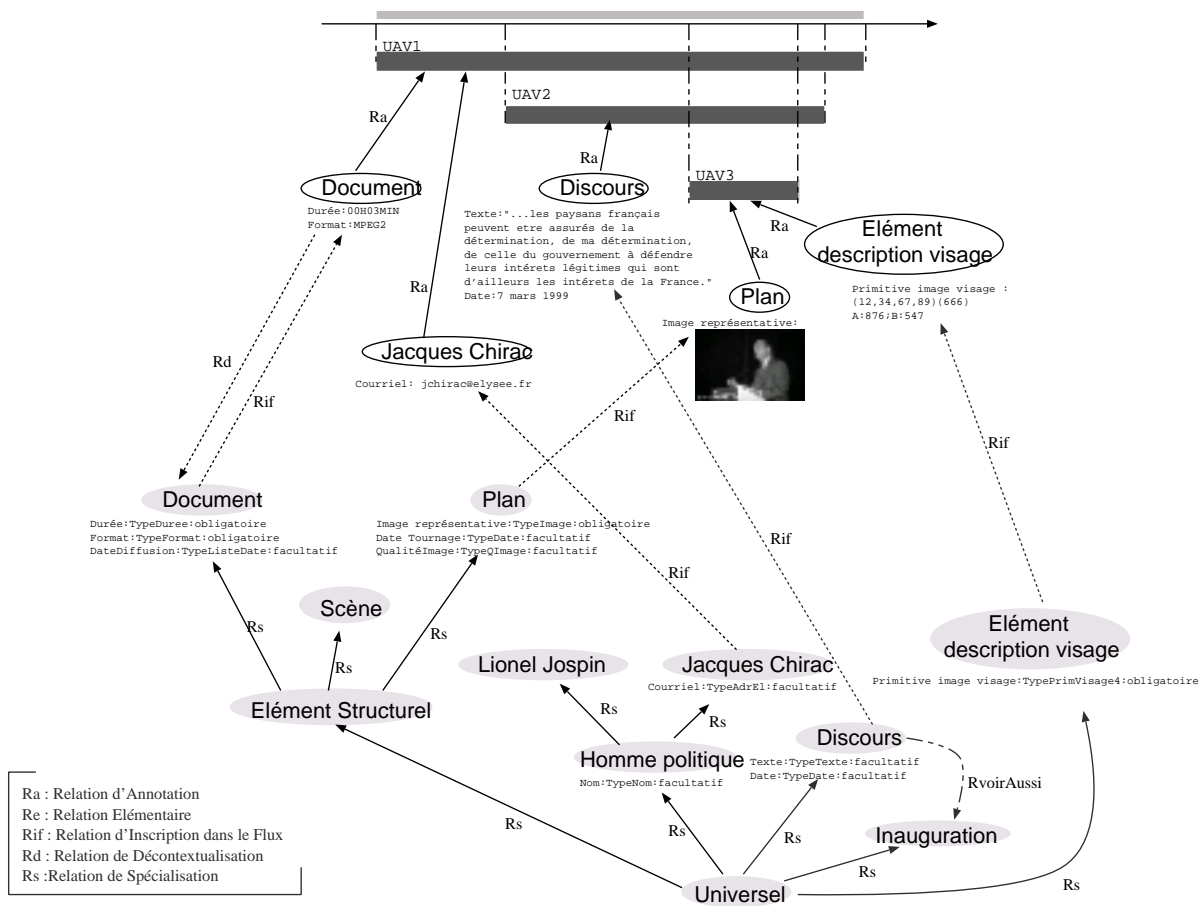 UAV1
UAV2
Ra
Ra
UAV3
Document
Discours
Durée:00H03MIN
Format:MPEG2
Texte:"...les paysans français
peuvent etre assurés de la
détermination, de ma détermination,
de celle du gouvernement à défendre
leurs intérets légitimes qui sont
d'ailleurs les intérets de la France."
Date:7 mars 1999
Ra
Elément
description visage
Ra
Primitive image visage :
(12,34,67,89)(666)
A:876;B:547
Ra
Plan
Image représentative:
Jacques Chirac
Courriel: jchirac@elysee.fr
Rd
Rif
Rif
Rif
Document
Durée:TypeDuree:obligatoire
Format:TypeFormat:obligatoire
DateDiffusion:TypeListeDate:facultatif
Plan
Image représentative:TypeImage:obligatoire
Date Tournage:TypeDate:facultatif
QualitéImage:TypeQImage:facultatif
Rif
Rif
Scène
Rs
Rs
Rs
Lionel Jospin
Jacques Chirac
Courriel:TypeAdrEl:facultatif
Elément
description visage
Primitive image visage:TypePrimVisage4:obligatoire
Elément Structurel
Rs
Rs
Homme politique
Nom:TypeNom:facultatif
Discours
Texte:TypeTexte:facultatif
Date:TypeDate:facultatif
RvoirAussi
Rs
Rs
Rs
Inauguration
Rs
Rs
Universel
Ra : Relation d'Annotation
Re : Relation Elémentaire
Rif : Relation d'Inscription dans le Flux
Rd : Relation de Décontextualisation
Rs :Relation de Spécialisation